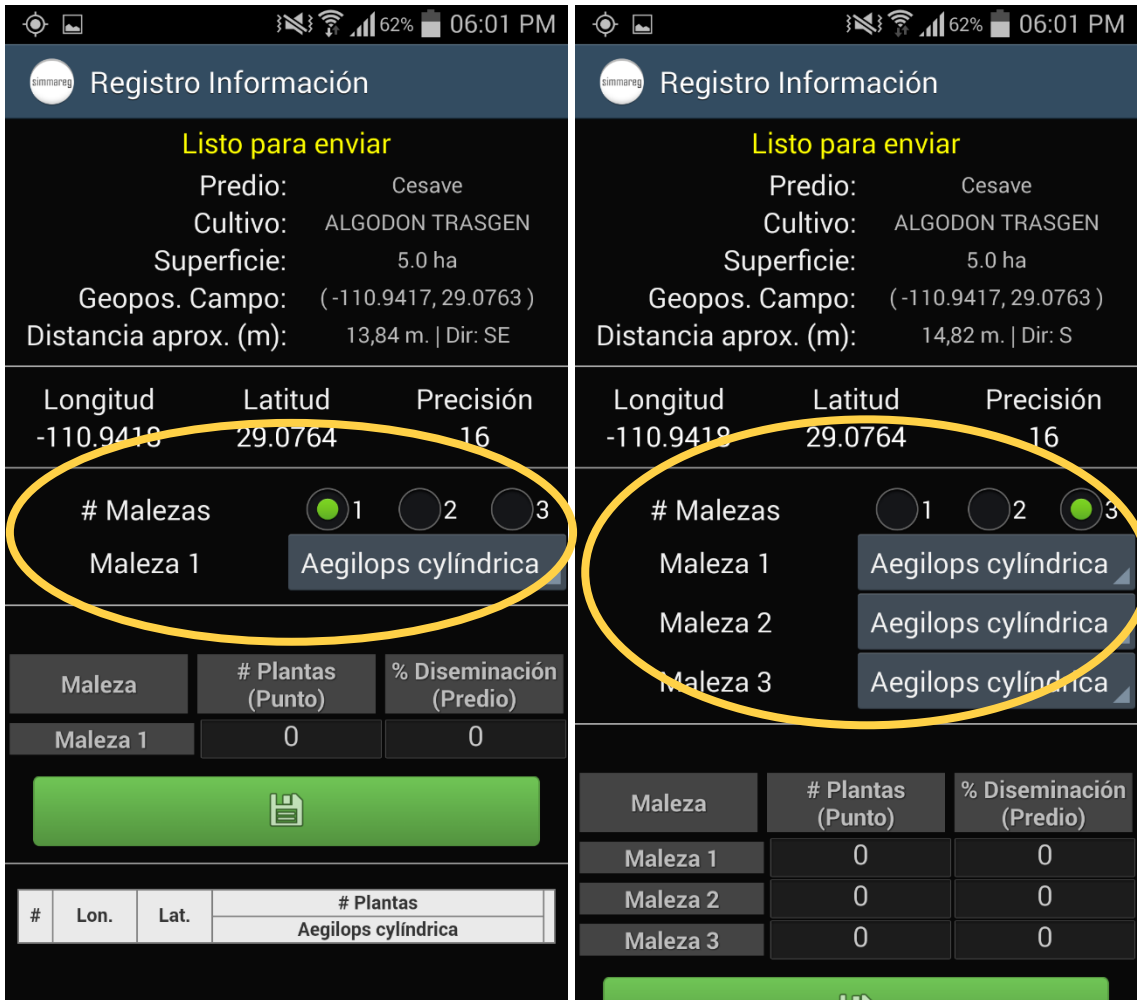 62% 06:01 PM
simmareg Registro Información
Listo para enviar
Predio: Cesave
Cultivo: ALGODON TRASGEN
Superficie: 5.0 ha
Geopos. Campo: ( -110.9417, 29.0763 )
Distancia aprox. (m): 13,84 m. | Dir: SE
Longitud Latitud Precisión
-110.9418 29.0764 16
# Malezas 1 2 3
Maleza 1 Aegilops cylíndrica
Maleza # Plantas (Punto) % Diseminación (Predio)
Maleza 1 0 0
# Lon. Lat. # Plantas
Aegilops cylíndrica
62% 06:01 PM
simmareg Registro Información
Listo para enviar
Predio: Cesave
Cultivo: ALGODON TRASGEN
Superficie: 5.0 ha
Geopos. Campo: ( -110.9417, 29.0763 )
Distancia aprox. (m): 14,82 m. | Dir: S
Longitud Latitud Precisión
-110.9418 29.0764 16
# Malezas 1 2 3
Maleza 1 Aegilops cylíndrica
Maleza 2 Aegilops cylíndrica
Maleza 3 Aegilops cylíndrica
Maleza # Plantas (Punto) % Diseminación (Predio)
Maleza 1 0 0
Maleza 2 0 0
Maleza 3 0 0